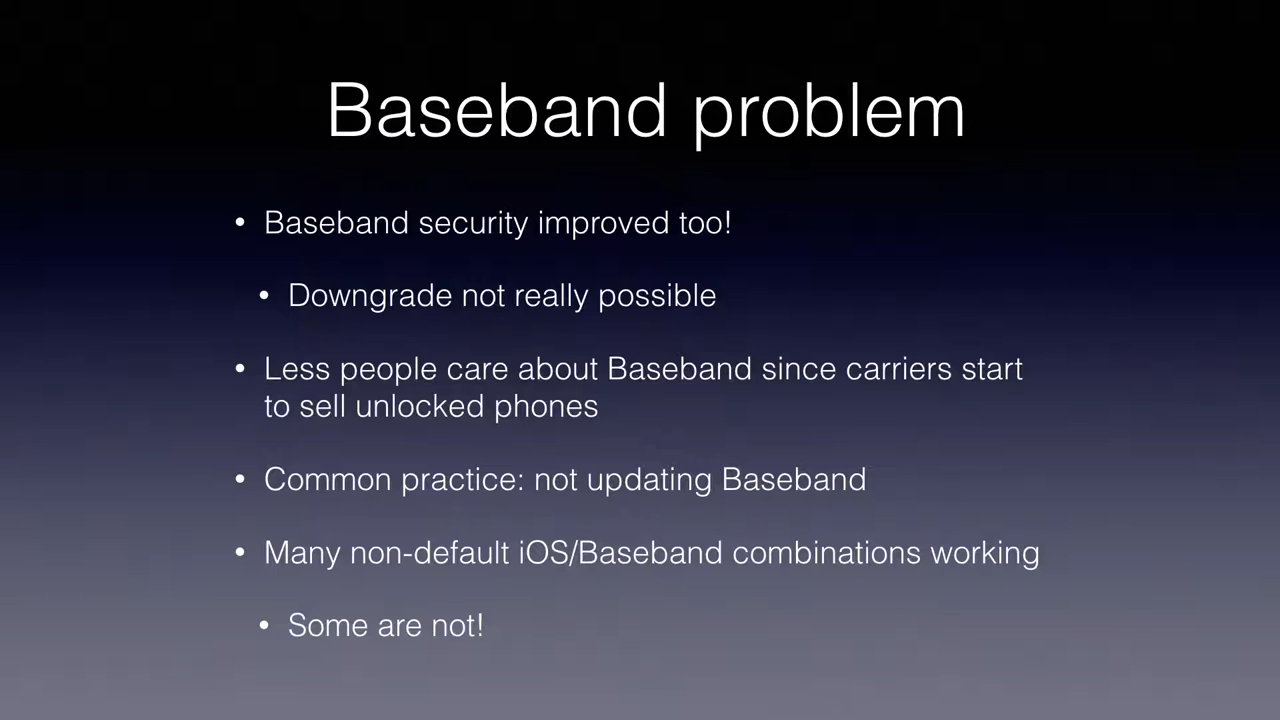 Baseband problem
• Baseband security improved too!
• Downgrade not really possible
• Less people care about Baseband since carriers start
to sell unlocked phones
• Common practice: not updating Baseband
• Many non-default iOS/Baseband combinations working
• Some are not!